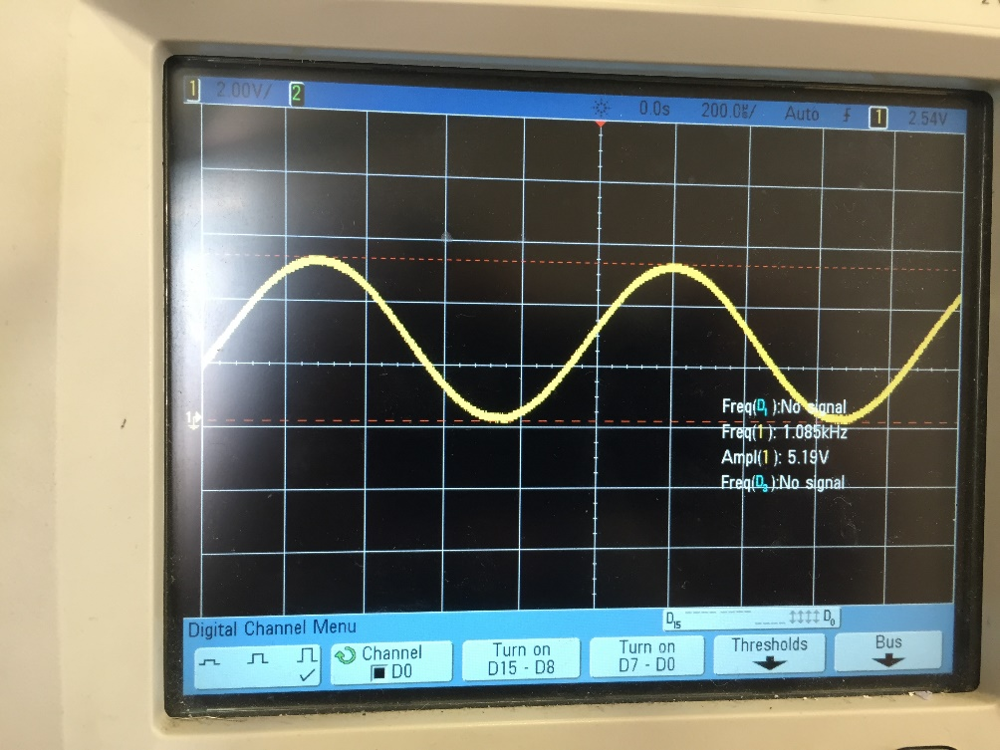 1 2.00V/ 2 0.0s 200.0㎲/ Auto 1 2.54V
Freq(D1):No signal
Freq(1): 1.085kHz
Ampl(1): 5.19V
Freq(D3):No signal
D15 D0
Digital Channel Menu
Channel
D0
Turn on
D15 - D8
Turn on
D7 - D0
Thresholds
Bus